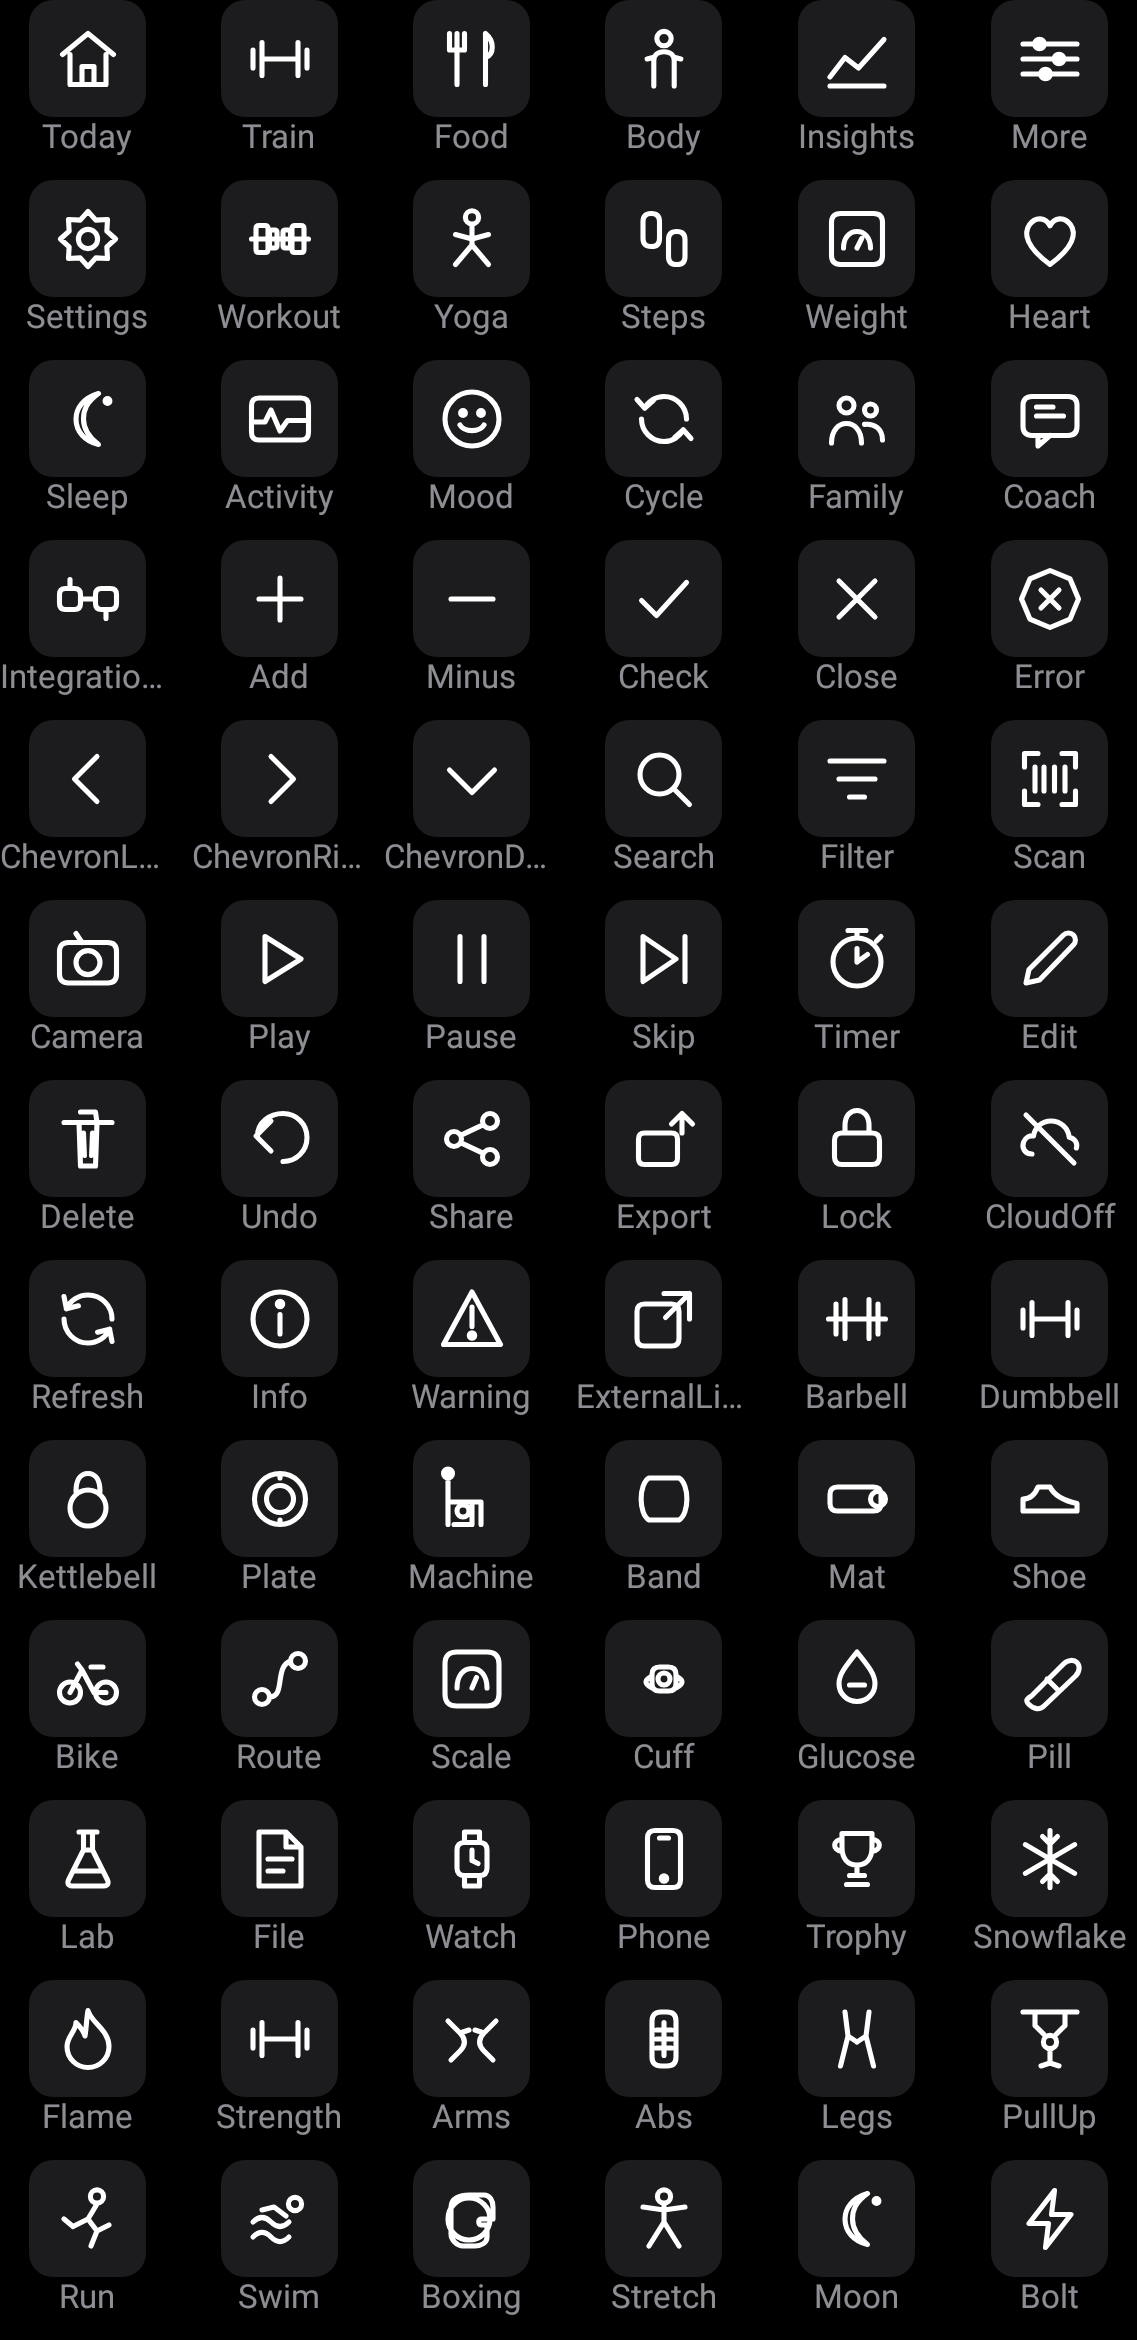 Today Train Food Body Insights More
Settings Workout Yoga Steps Weight Heart
Sleep Activity Mood Cycle Family Coach
Integratio... Add Minus Check Close Error
ChevronL... ChevronRi... ChevronD... Search Filter Scan
Camera Play Pause Skip Timer Edit
Delete Undo Share Export Lock CloudOff
Refresh Info Warning ExternalLi... Barbell Dumbbell
Kettlebell Plate Machine Band Mat Shoe
Bike Route Scale Cuff Glucose Pill
Lab File Watch Phone Trophy Snowflake
Flame Strength Arms Abs Legs PullUp
Run Swim Boxing Stretch Moon Bolt